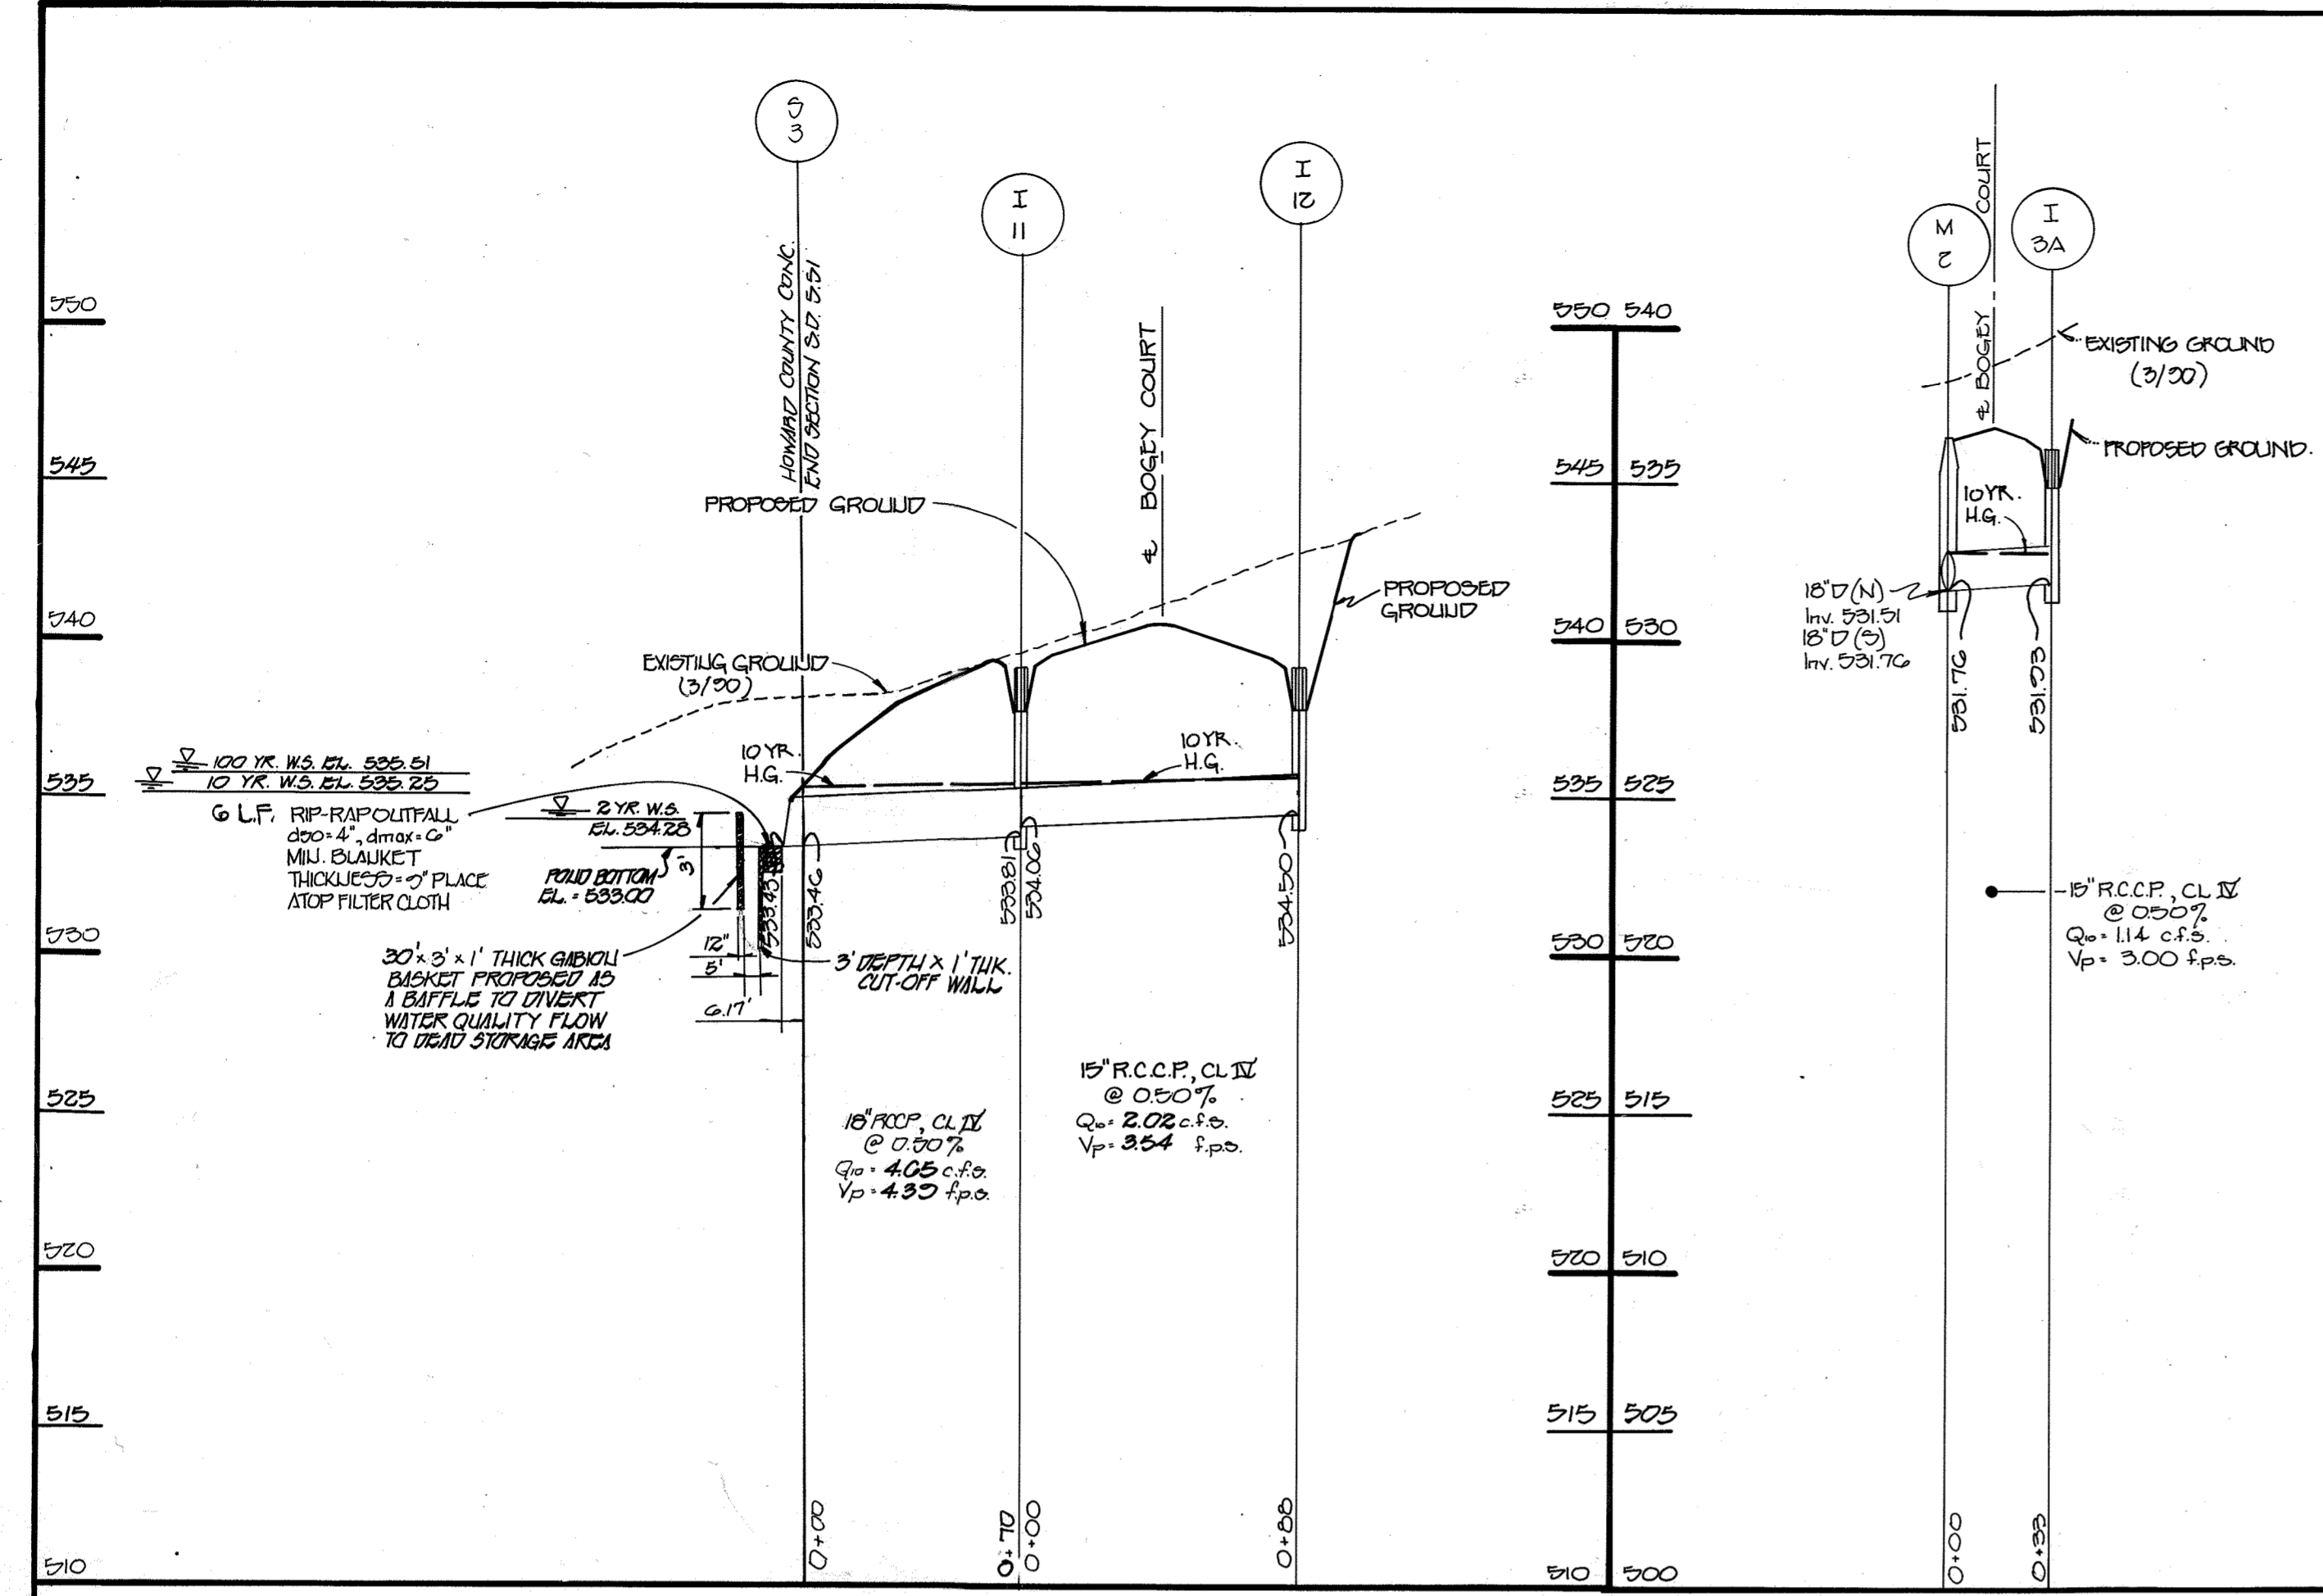 S
3
I
11
I
12
M
2
I
3A
HOWARD COUNTY CONC.
END SECTION S.D. 5.51
℄ BOGEY COURT
℄ BOGEY COURT
550
545
540
535
530
525
520
515
510
550 540
545 535
540 530
535 525
530 520
525 515
520 510
515 505
510 500
PROPOSED GROUND
EXISTING GROUND
(3/90)
PROPOSED
GROUND
10 YR.
H.G.
10 YR.
H.G.
100 YR. W.S. EL. 535.51
10 YR. W.S. EL. 535.25
2 YR. W.S.
EL. 534.28
6 L.F. RIP-RAP OUTFALL
d50=4", dmax=6"
MIN. BLANKET
THICKNESS=9" PLACE
ATOP FILTER CLOTH
POND BOTTOM
EL. = 533.00
3'
30' x 3' x 1' THICK GABION
BASKET PROPOSED AS
A BAFFLE TO DIVERT
WATER QUALITY FLOW
TO DEAD STORAGE AREA
12"
5'
6.17'
3' DEPTH x 1' THK.
CUT-OFF WALL
533.43
533.46
533.81
534.06
534.50
18" RCCP, CL IV
@ 0.50%
Q10 = 4.65 c.f.s.
Vp = 4.39 f.p.s.
15" R.C.C.P., CL IV
@ 0.50%
Q10 = 2.02 c.f.s.
Vp = 3.54 f.p.s.
0+00
0+70
0+00
0+88
EXISTING GROUND
(3/90)
PROPOSED GROUND.
10 YR.
H.G.
18" D (N)
Inv. 531.51
18" D (S)
Inv. 531.76
531.76
531.93
15" R.C.C.P., CL IV
@ 0.50%
Q10 = 1.14 c.f.s.
Vp = 3.00 f.p.s.
0+00
0+33